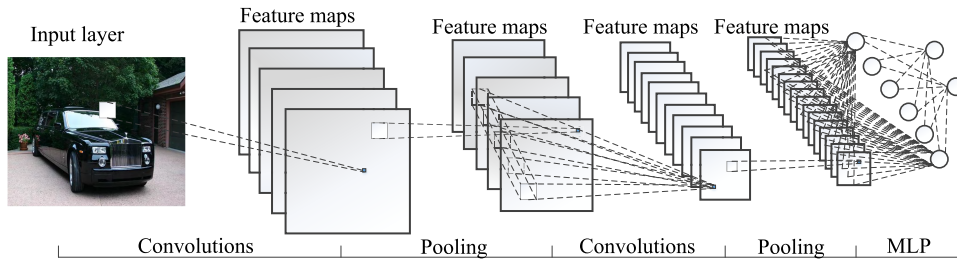 Input layer
Feature maps
Feature maps
Feature maps
Feature maps
Convolutions
Pooling
Convolutions
Pooling
MLP